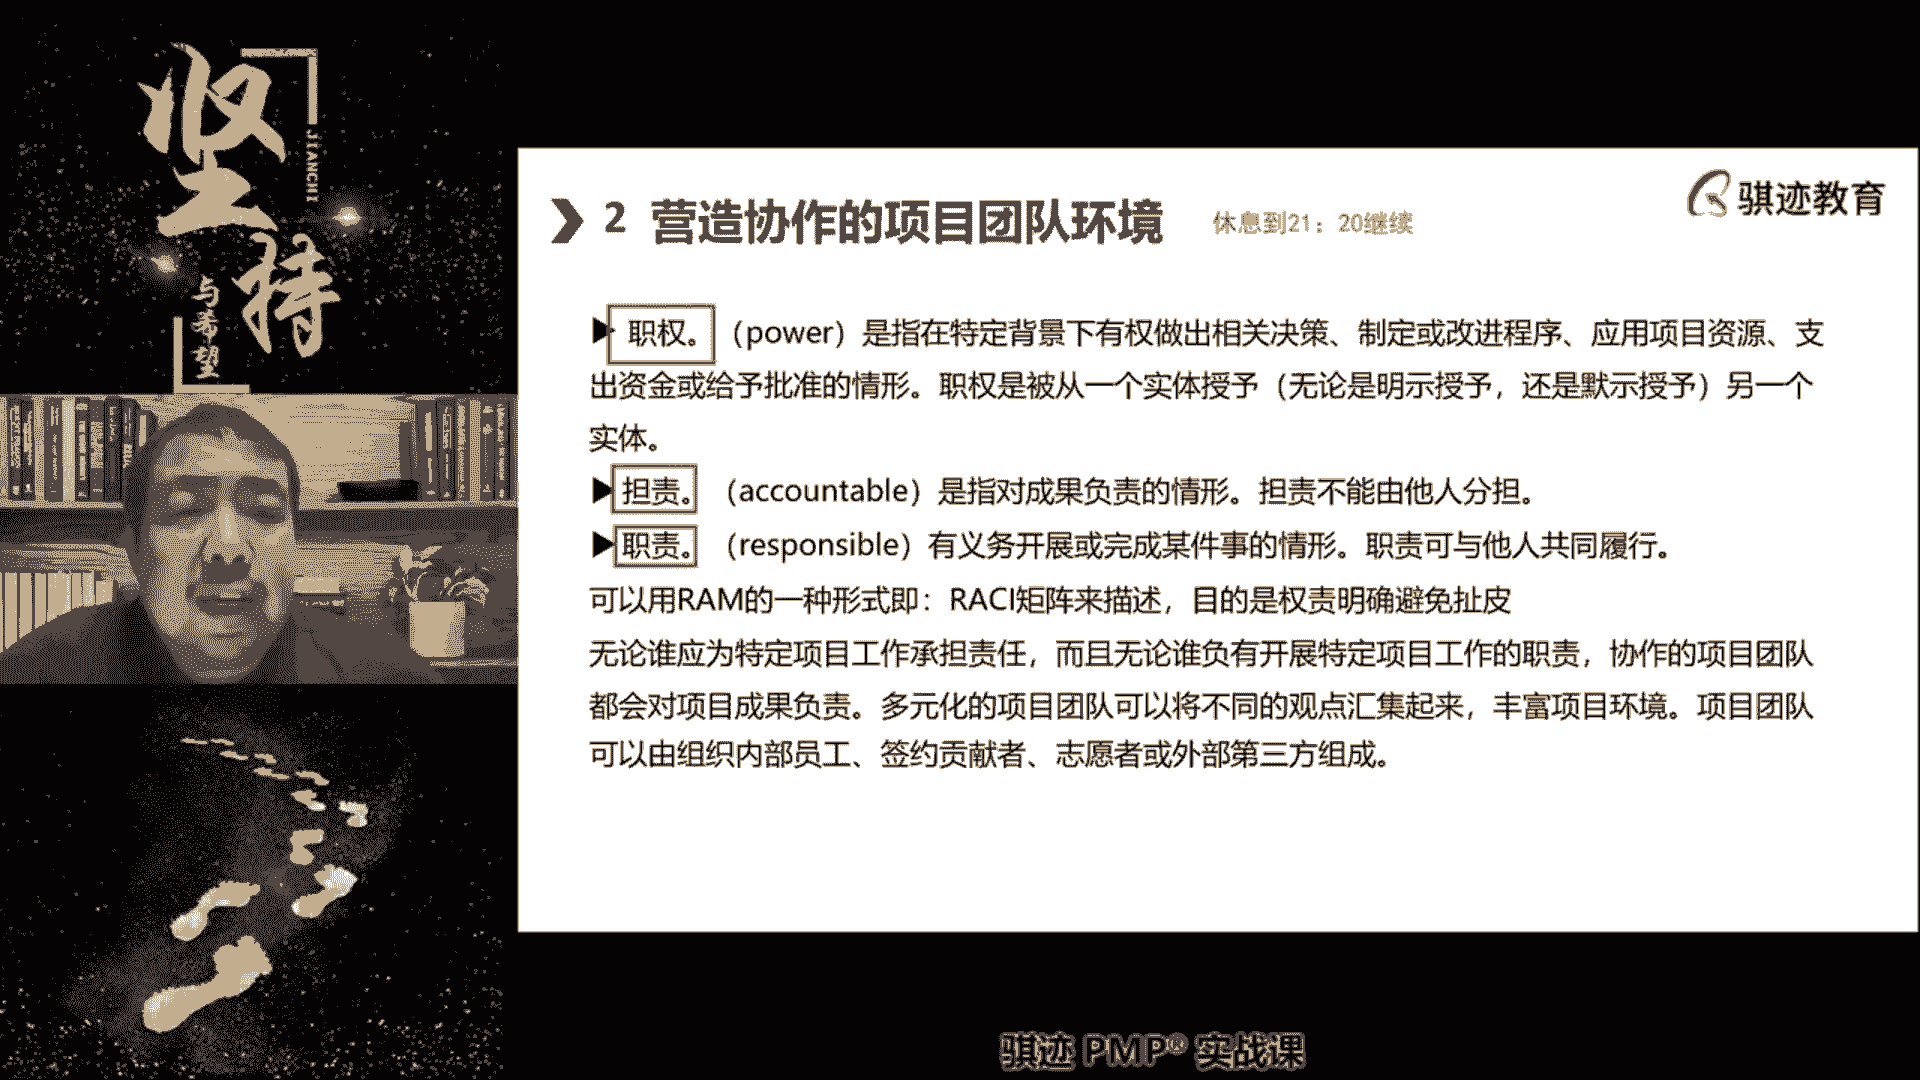 坚持
JIANCHI
与希望
2 营造协作的项目团队环境
休息到21：20继续
骐迹教育
职权。（power）是指在特定背景下有权做出相关决策、制定或改进程序、应用项目资源、支
出资金或给予批准的情形。职权是被从一个实体授予（无论是明示授予，还是默示授予）另一个
实体。
担责。（accountable）是指对成果负责的情形。担责不能由他人分担。
职责。（responsible）有义务开展或完成某件事的情形。职责可与他人共同履行。
可以用RAM的一种形式即：RACI矩阵来描述，目的是权责明确避免扯皮
无论谁应为特定项目工作承担责任，而且无论谁负有开展特定项目工作的职责，协作的项目团队
都会对项目成果负责。多元化的项目团队可以将不同的观点汇集起来，丰富项目环境。项目团队
可以由组织内部员工、签约贡献者、志愿者或外部第三方组成。
骐迹 PMP® 实战课